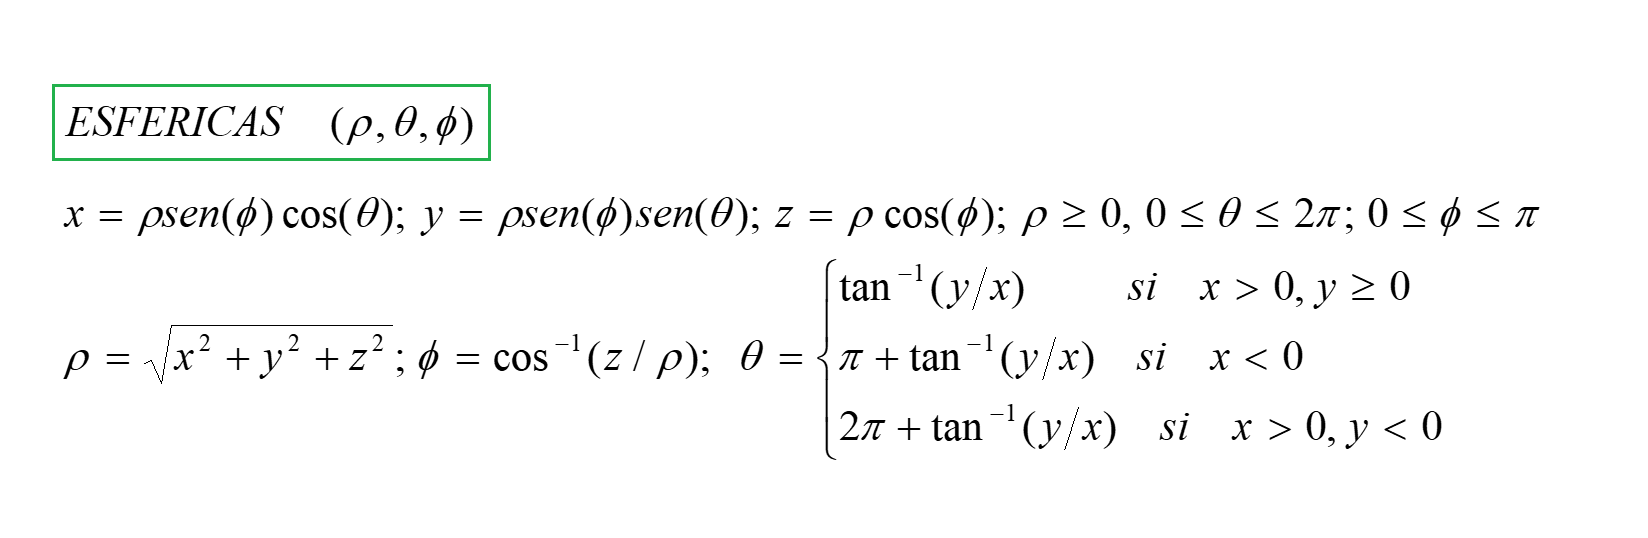 ESFERICAS (ρ,θ,ϕ)
x = ρsen(ϕ)cos(θ); y = ρsen(ϕ)sen(θ); z = ρcos(ϕ); ρ ≥ 0, 0 ≤ θ ≤ 2π; 0 ≤ ϕ ≤ π
ρ = √(x² + y² + z²); ϕ = cos⁻¹(z / ρ); θ = { tan⁻¹(y/x) si x > 0, y ≥ 0
π + tan⁻¹(y/x) si x < 0
2π + tan⁻¹(y/x) si x > 0, y < 0